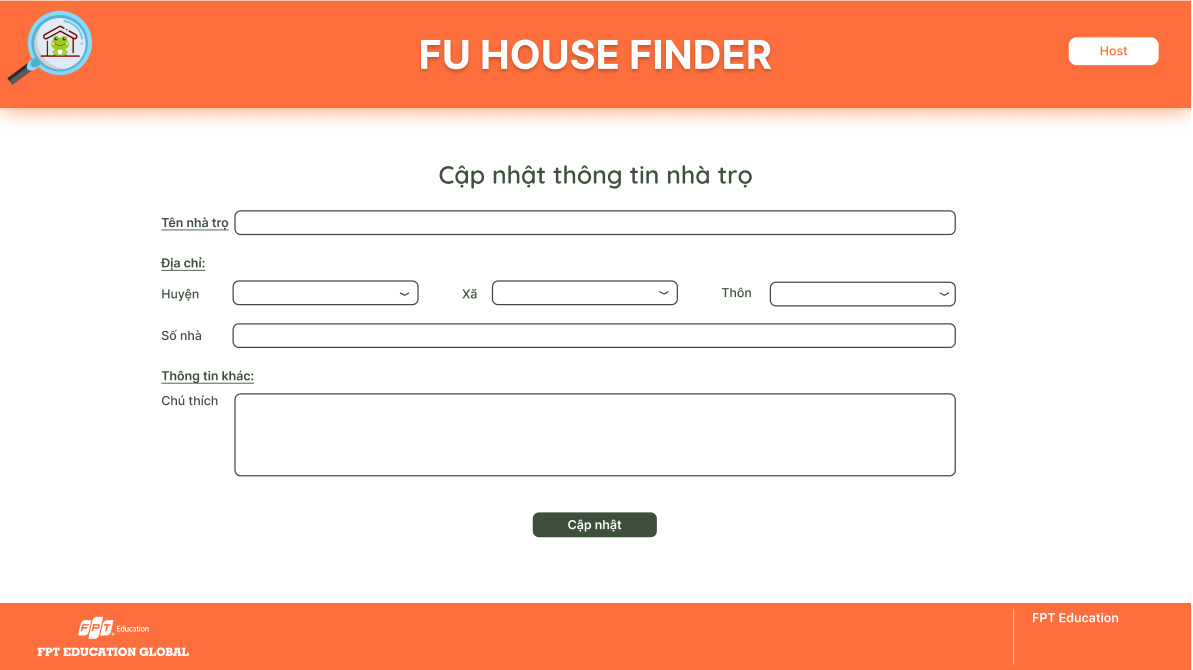 FU HOUSE FINDER
Host
Cập nhật thông tin nhà trọ
Tên nhà trọ
Địa chỉ:
Huyện
Xã
Thôn
Số nhà
Thông tin khác:
Chú thích
Cập nhật
FPT Education
FPT EDUCATION GLOBAL
FPT Education